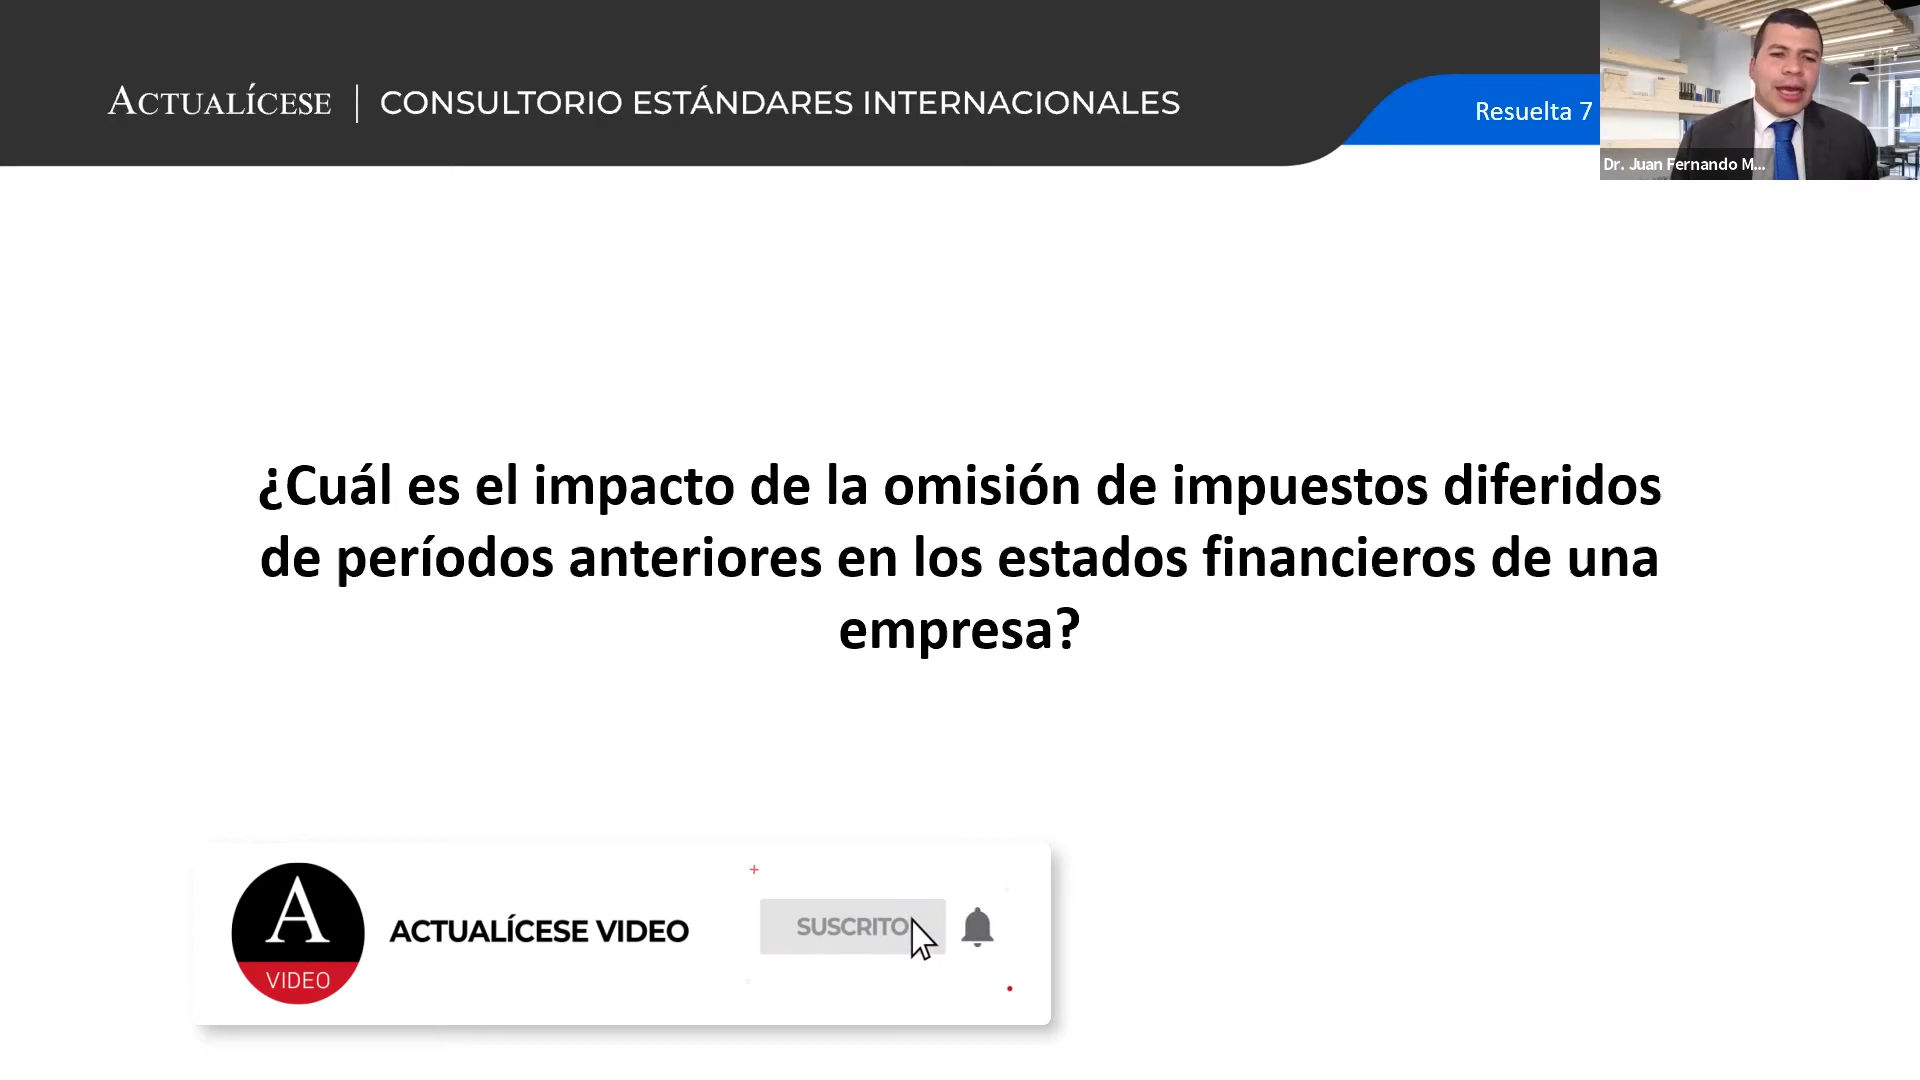 ACTUALÍCESE | CONSULTORIO ESTÁNDARES INTERNACIONALES
Resuelta 7
Dr. Juan Fernando M...
¿Cuál es el impacto de la omisión de impuestos diferidos
de períodos anteriores en los estados financieros de una
empresa?
A
VIDEO
ACTUALÍCESE VIDEO
SUSCRITO